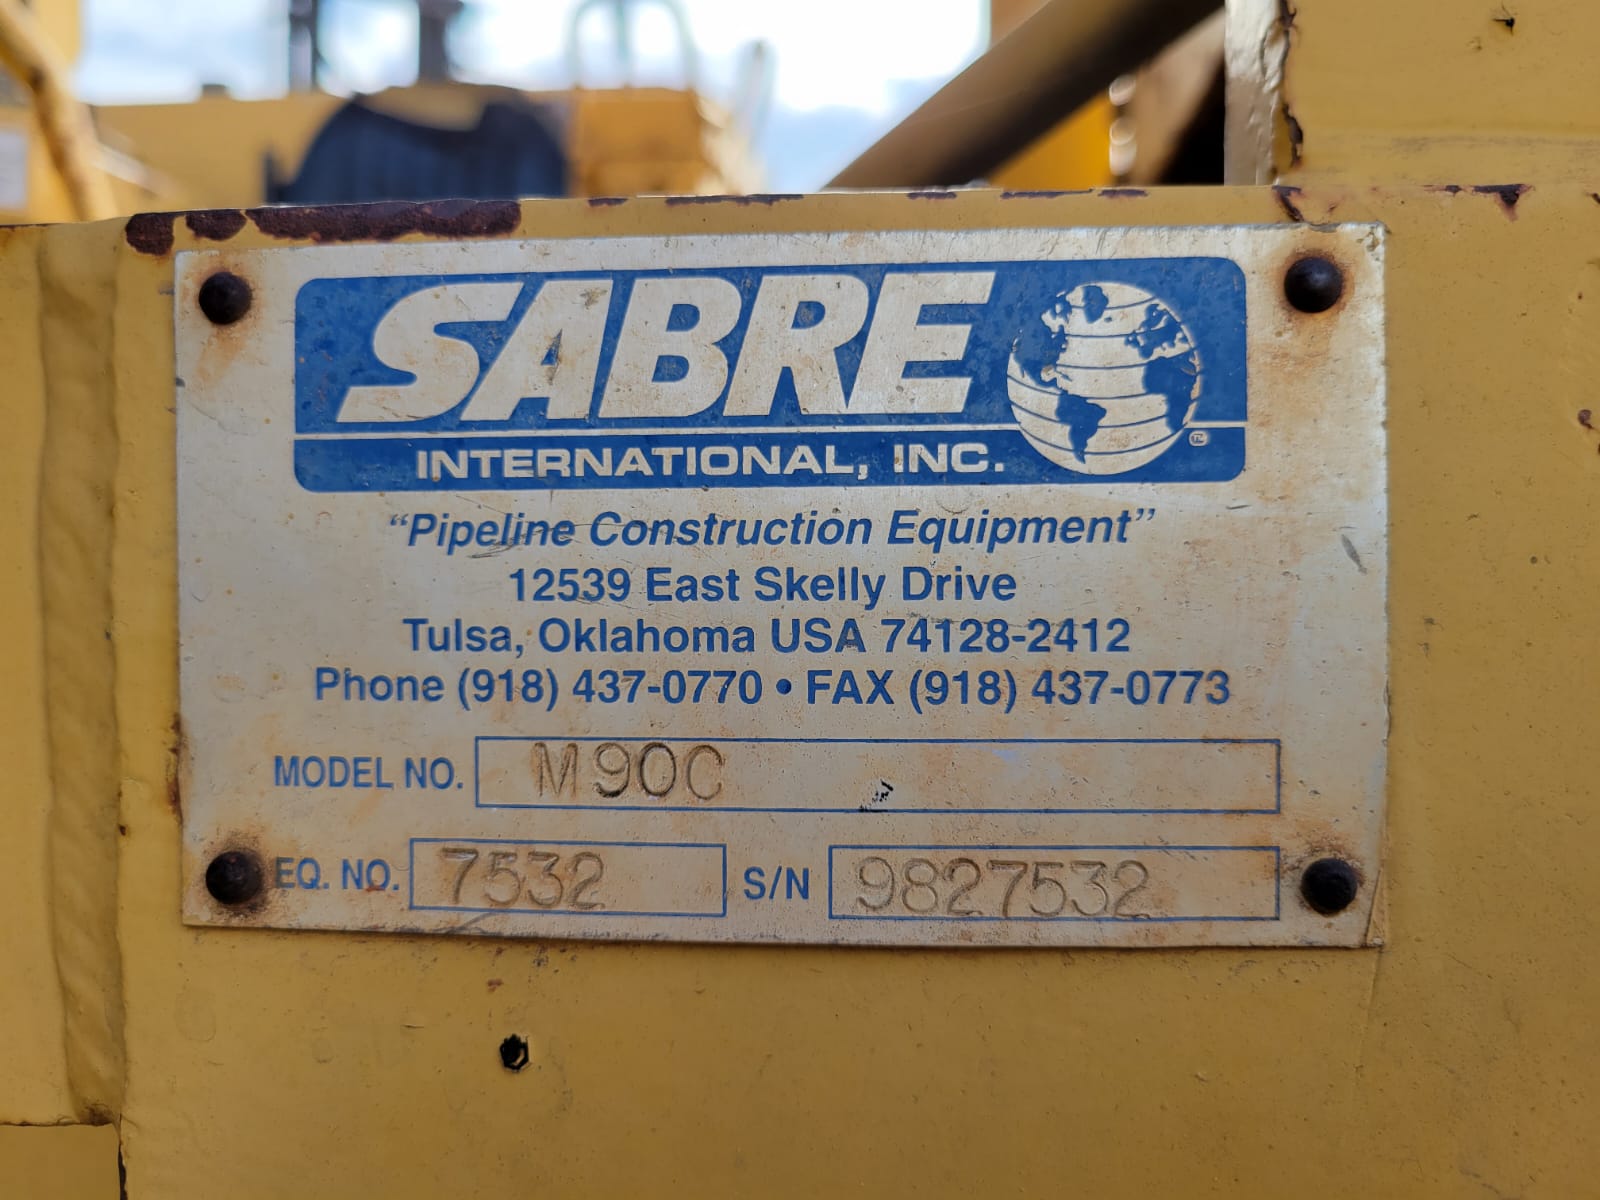 SABRE
INTERNATIONAL, INC.
"Pipeline Construction Equipment"
12539 East Skelly Drive
Tulsa, Oklahoma USA 74128-2412
Phone (918) 437-0770 • FAX (918) 437-0773
MODEL NO. M90C
EQ. NO. 7532 S/N 9827532